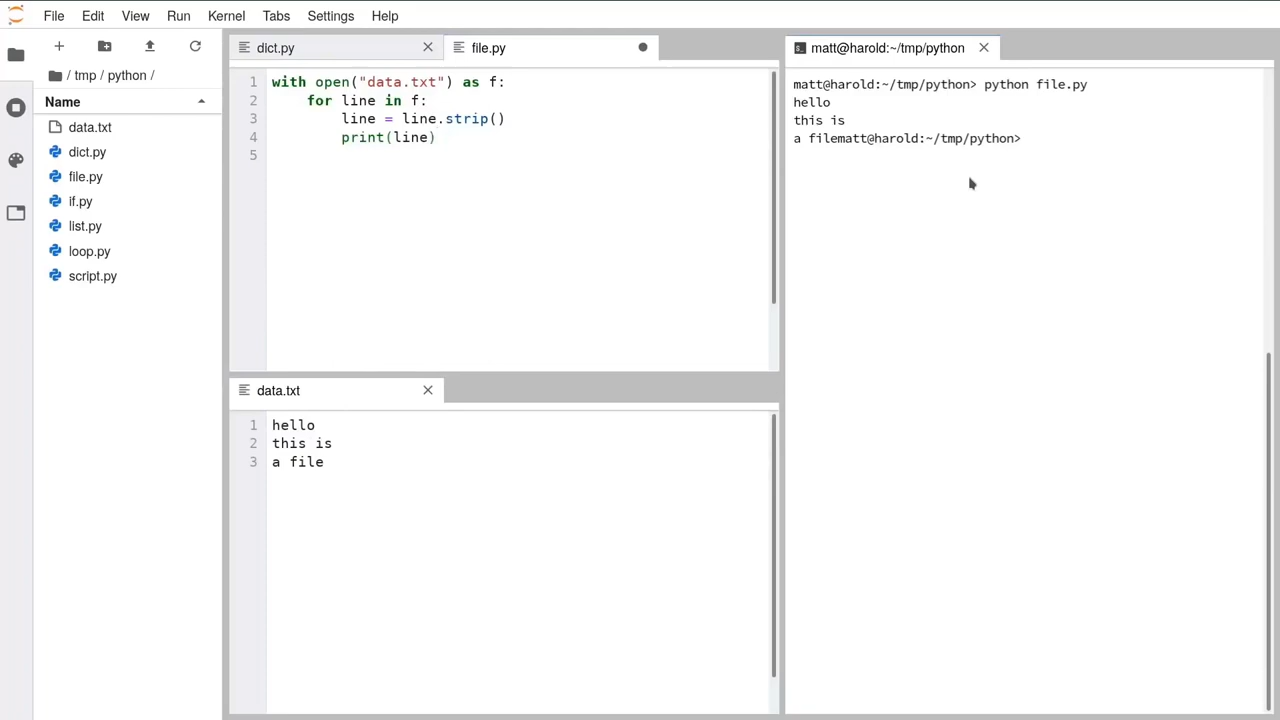 File Edit View Run Kernel Tabs Settings Help
/ tmp / python /
Name
data.txt
dict.py
file.py
if.py
list.py
loop.py
script.py
dict.py
file.py
1 with open("data.txt") as f:
2     for line in f:
3         line = line.strip()
4         print(line)
5
data.txt
1 hello
2 this is
3 a file
matt@harold:~/tmp/python
matt@harold:~/tmp/python> python file.py
hello
this is
a filematt@harold:~/tmp/python>